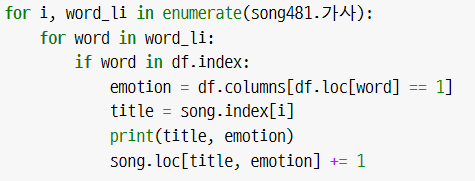 for i, word_li in enumerate(song481.가사):
    for word in word_li:
        if word in df.index:
            emotion = df.columns[df.loc[word] == 1]
            title = song.index[i]
            print(title, emotion)
            song.loc[title, emotion] += 1